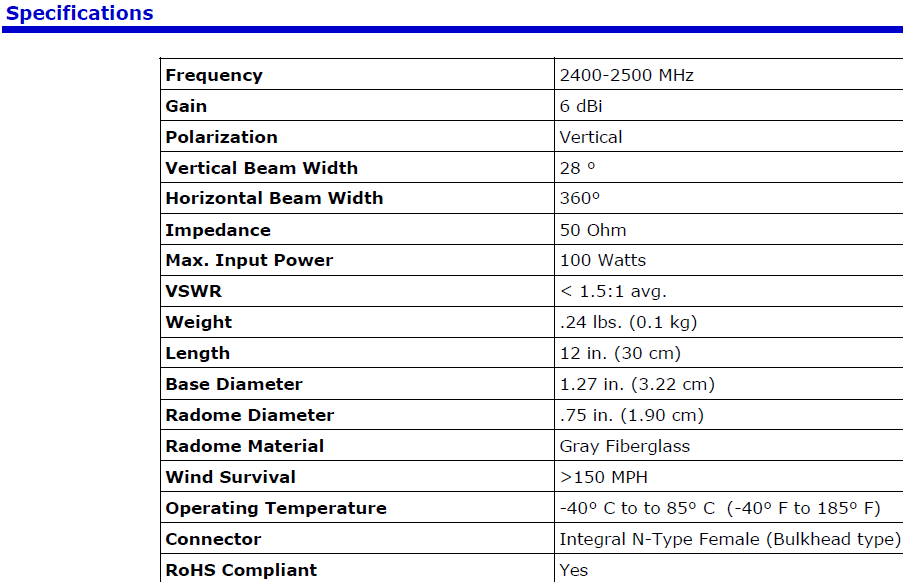 Specifications
Frequency 2400-2500 MHz
Gain 6 dBi
Polarization Vertical
Vertical Beam Width 28 º
Horizontal Beam Width 360º
Impedance 50 Ohm
Max. Input Power 100 Watts
VSWR < 1.5:1 avg.
Weight .24 lbs. (0.1 kg)
Length 12 in. (30 cm)
Base Diameter 1.27 in. (3.22 cm)
Radome Diameter .75 in. (1.90 cm)
Radome Material Gray Fiberglass
Wind Survival >150 MPH
Operating Temperature -40º C to to 85º C (-40º F to 185º F)
Connector Integral N-Type Female (Bulkhead type)
RoHS Compliant Yes